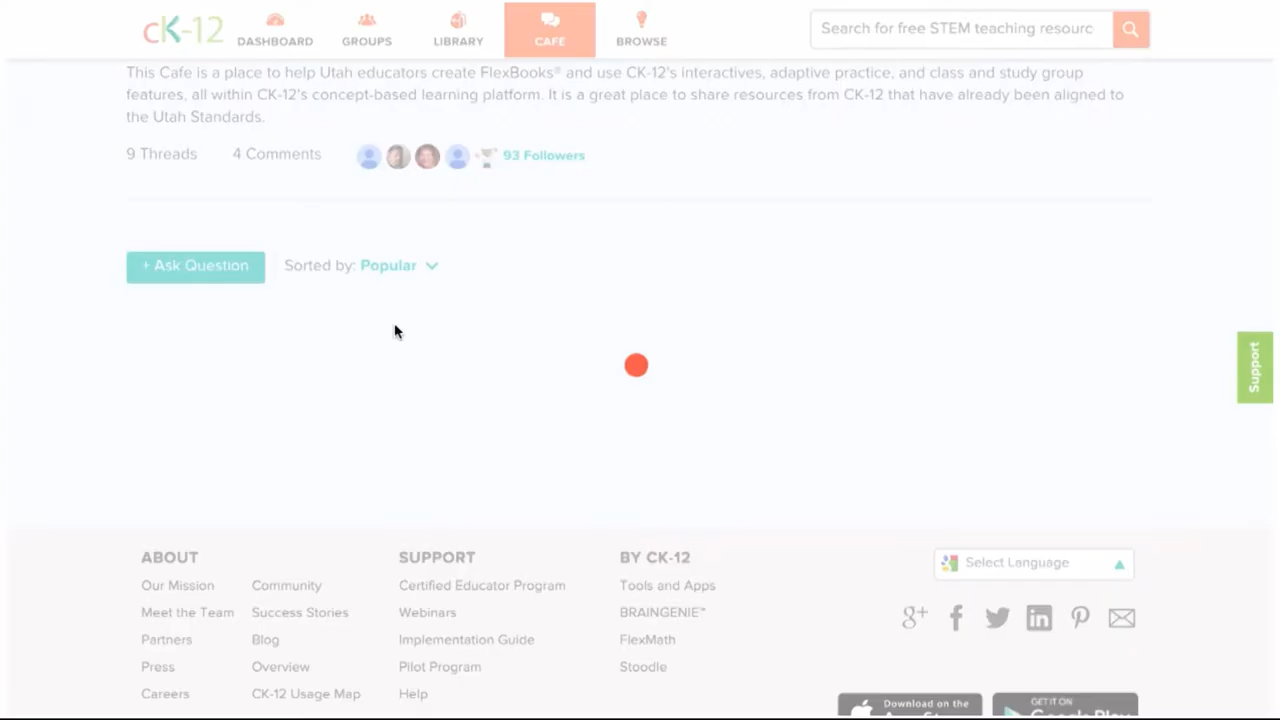 cK-12
DASHBOARD
GROUPS
LIBRARY
CAFE
BROWSE
Search for free STEM teaching resourc
This Cafe is a place to help Utah educators create FlexBooks® and use CK-12's interactives, adaptive practice, and class and study group
features, all within CK-12's concept-based learning platform. It is a great place to share resources from CK-12 that have already been aligned to
the Utah Standards.
9 Threads 4 Comments 93 Followers
+ Ask Question Sorted by: Popular
Support
ABOUT
Our Mission Community
Meet the Team Success Stories
Partners Blog
Press Overview
Careers CK-12 Usage Map
SUPPORT
Certified Educator Program
Webinars
Implementation Guide
Pilot Program
Help
BY CK-12
Tools and Apps
BRAINGENIE™
FlexMath
Stoodle
Select Language
g+ f in
Download on the
GET IT ON